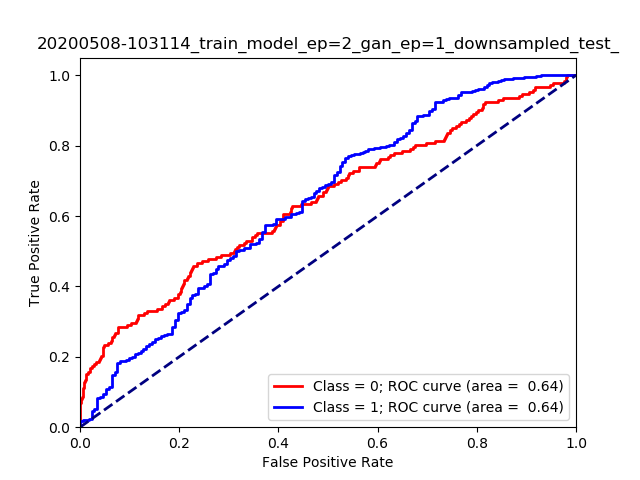 20200508-103114_train_model_ep=2_gan_ep=1_downsampled_test_
1.0
0.8
0.6
0.4
0.2
0.0
True Positive Rate
Class = 0; ROC curve (area =  0.64)
Class = 1; ROC curve (area =  0.64)
0.0 0.2 0.4 0.6 0.8 1.0
False Positive Rate